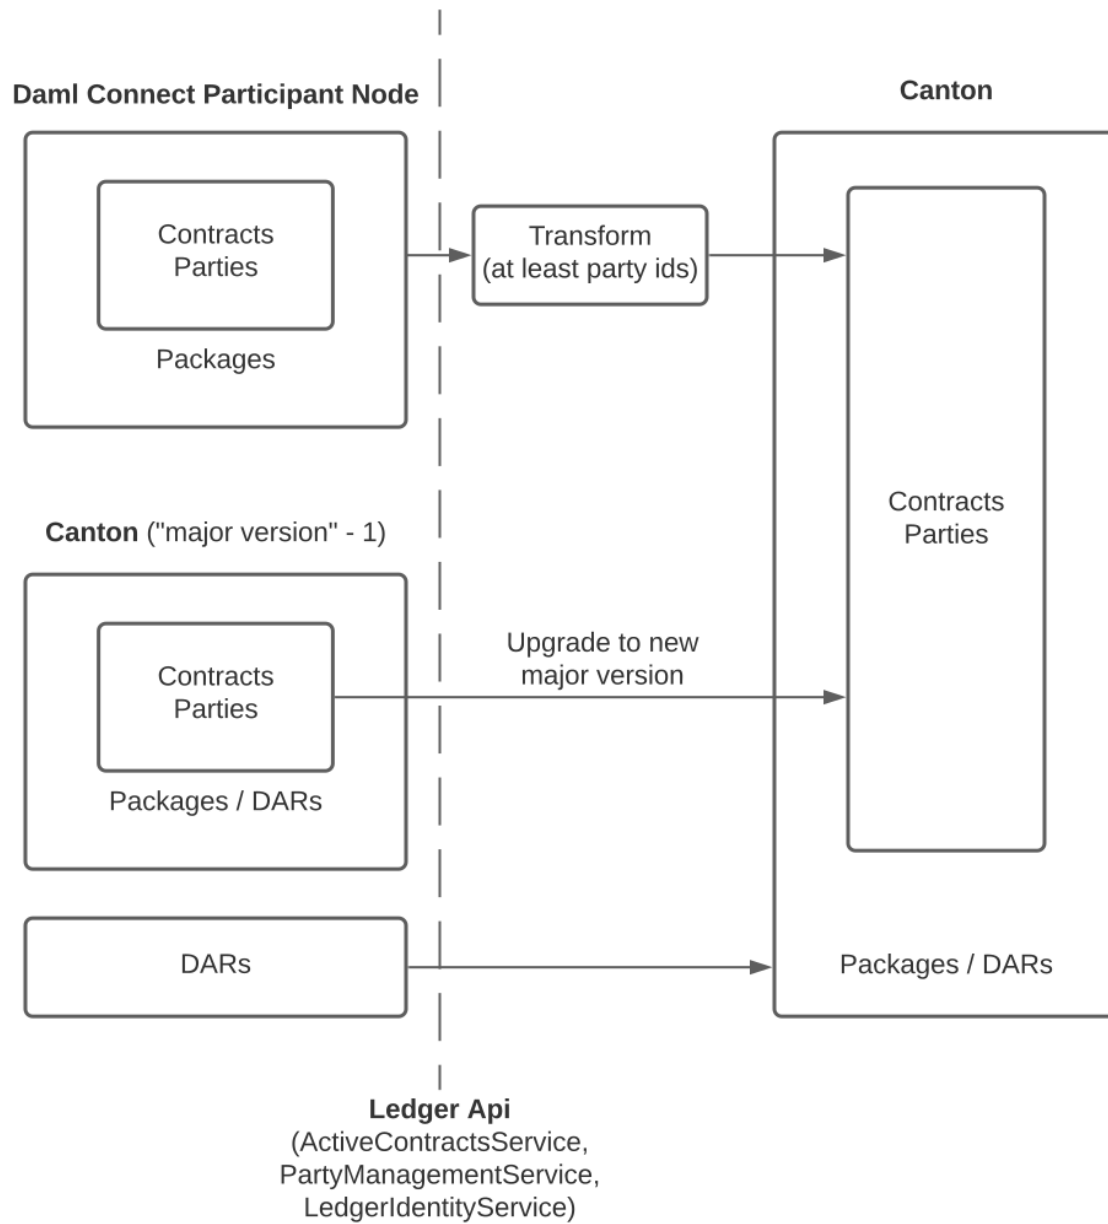 Daml Connect Participant Node
Canton
Contracts
Parties
Packages
Transform
(at least party ids)
Canton ("major version" - 1)
Contracts
Parties
Packages / DARs
Upgrade to new
major version
Contracts
Parties
DARs
Packages / DARs
Ledger Api
(ActiveContractsService,
PartyManagementService,
LedgerIdentityService)